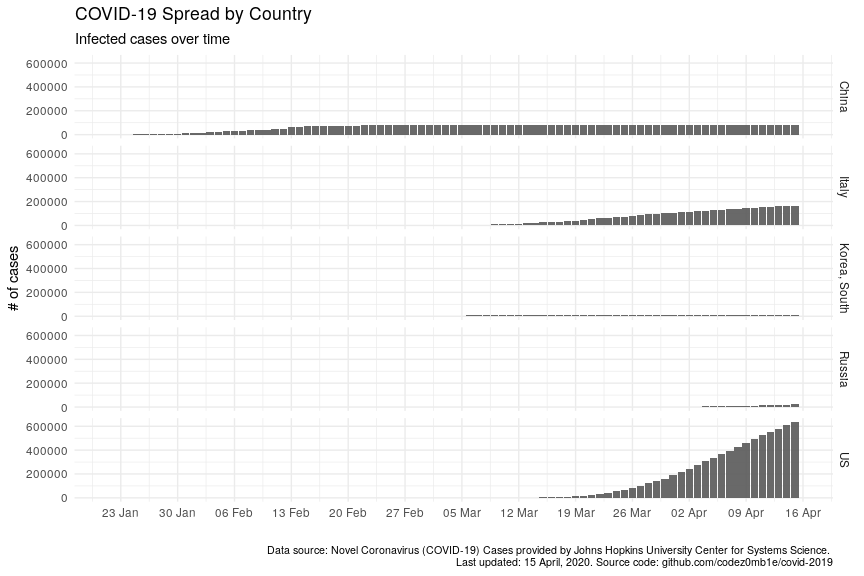 COVID-19 Spread by Country
Infected cases over time
# of cases
600000
400000
200000
0
China
600000
400000
200000
0
Italy
600000
400000
200000
0
Korea, South
600000
400000
200000
0
Russia
600000
400000
200000
0
US
23 Jan 30 Jan 06 Feb 13 Feb 20 Feb 27 Feb 05 Mar 12 Mar 19 Mar 26 Mar 02 Apr 09 Apr 16 Apr
Data source: Novel Coronavirus (COVID-19) Cases provided by Johns Hopkins University Center for Systems Science.
Last updated: 15 April, 2020. Source code: github.com/codez0mb1e/covid-2019